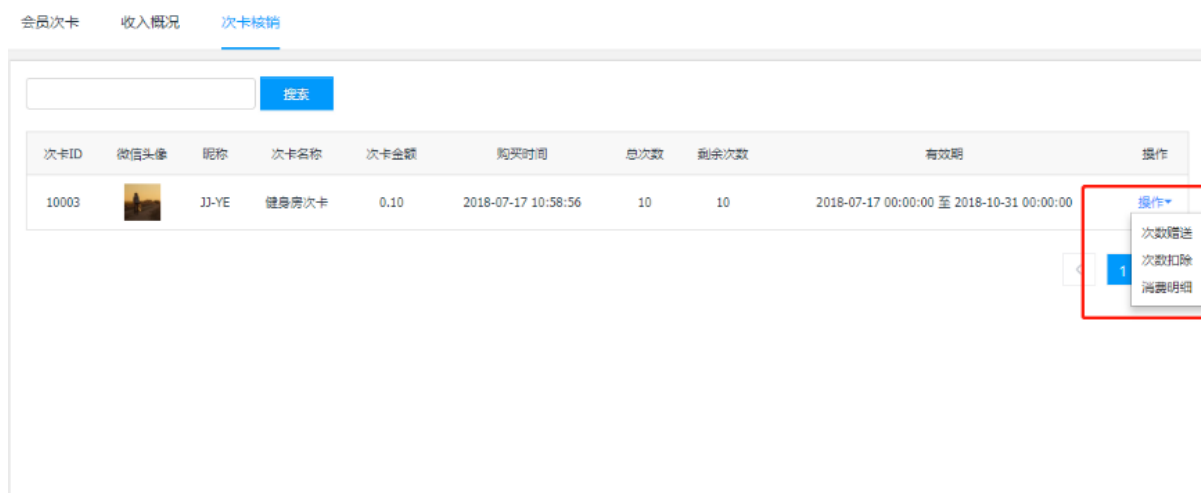 会员次卡 收入概况 次卡核销
搜索
次卡ID 微信头像 昵称 次卡名称 次卡金额 购买时间 总次数 剩余次数 有效期 操作
10003 JJ-YE 健身房次卡 0.10 2018-07-17 10:58:56 10 10 2018-07-17 00:00:00 至 2018-10-31 00:00:00 操作
次数赠送
次数扣除
1
消费明细